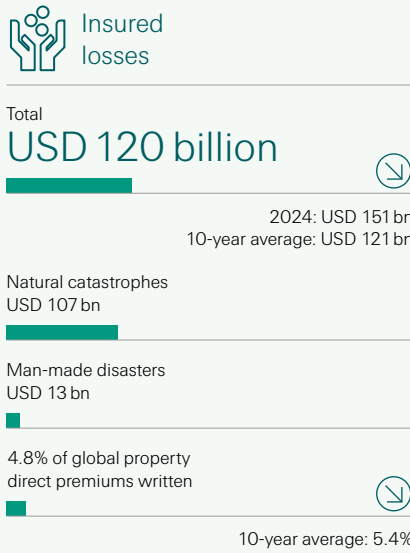 Insured
losses
Total
USD 120 billion
2024: USD 151 bn
10-year average: USD 121 bn
Natural catastrophes
USD 107 bn
Man-made disasters
USD 13 bn
4.8% of global property
direct premiums written
10-year average: 5.4%